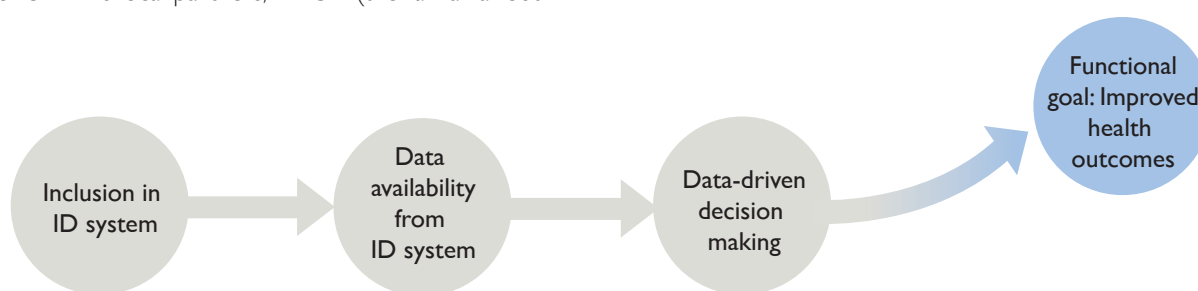 Inclusion in
ID system
Data
availability
from
ID system
Data-driven
decision
making
Functional
goal: Improved
health
outcomes